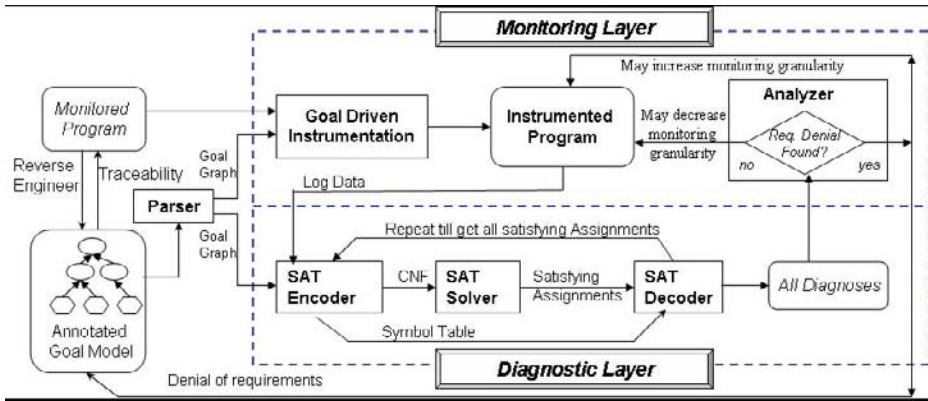 Monitoring Layer
May increase monitoring granularity
Monitored
Program
Goal Driven
Instrumentation
Instrumented
Program
May decrease
monitoring
granularity
Analyzer
Req. Denial
Found?
no
yes
Reverse
Engineer
Traceability
Goal
Graph
Parser
Goal
Graph
Log Data
Repeat till get all satisfying Assignments
SAT
Encoder
CNF
SAT
Solver
Satisfying
Assignments
SAT
Decoder
All Diagnoses
Annotated
Goal Model
Symbol Table
Denial of requirements
Diagnostic Layer